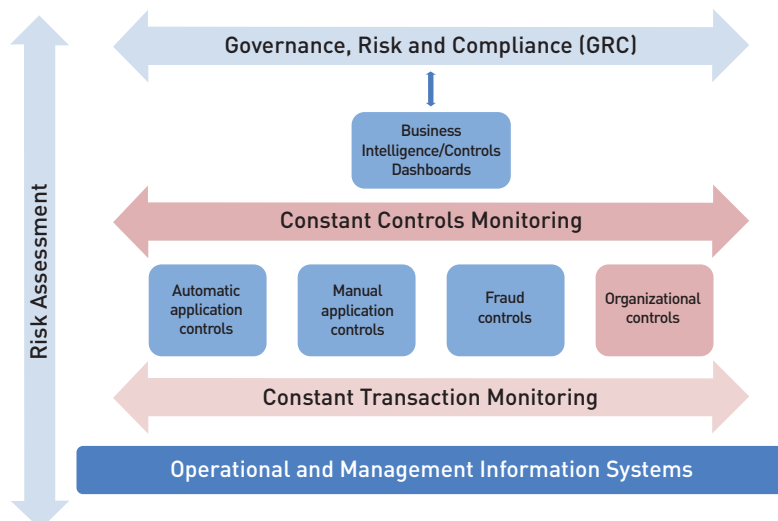 Governance, Risk and Compliance (GRC)
Business
Intelligence/Controls
Dashboards
Constant Controls Monitoring
Automatic
application
controls
Manual
application
controls
Fraud
controls
Organizational
controls
Constant Transaction Monitoring
Operational and Management Information Systems
Risk Assessment